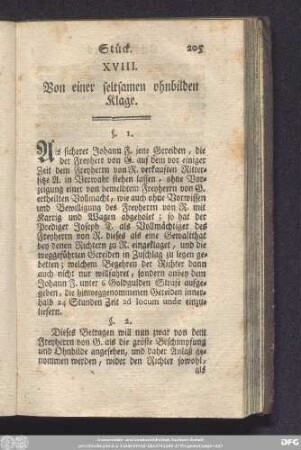 Stück. 205
XVIII.
Von einer seltsamen ohnbilden
Klage.
§. 1.
Als sicherer Johann F. jene Gereiden, die
der Freyherr von G. auf dem vor einiger
Zeit dem Freyherrn von R. verkauften Ritter-
sitze A. in Verwahr stehen lassen, ohne Vor-
zeigung einer von bemeldtem Freyherrn von G.
ertheilten Vollmacht, wie auch ohne Vorwissen
und Bewilligung des Freyherrn von R. mit
Karrig und Wagen abgeholet; so hat der
Prediger Joseph T. als Vollmächtiger des
Freyherrn von R. dieses als eine Gewaltthat
bey denen Richtern zu R. eingeklaget, und die
weggeführten Gereiden in Zuschlag zu legen ge-
betten; welchem Begehren der Richter dann
auch nicht nur willfahret, sondern anbey dem
Johann F. unter 6 Goldgulden Strafe aufge-
geben, die hinweggenommenen Gereiden inner-
halb 24 Stunden Zeit ad locum unde einzu-
liefern.
§. 2.
Dieses Betragen will nun zwar von dem
Freyherrn von G. als die größte Beschimpfung
und Ohnbilde angesehen, und daher Anlaß ge-
nommen werden, wider den Richter sowohl,
als
DFG